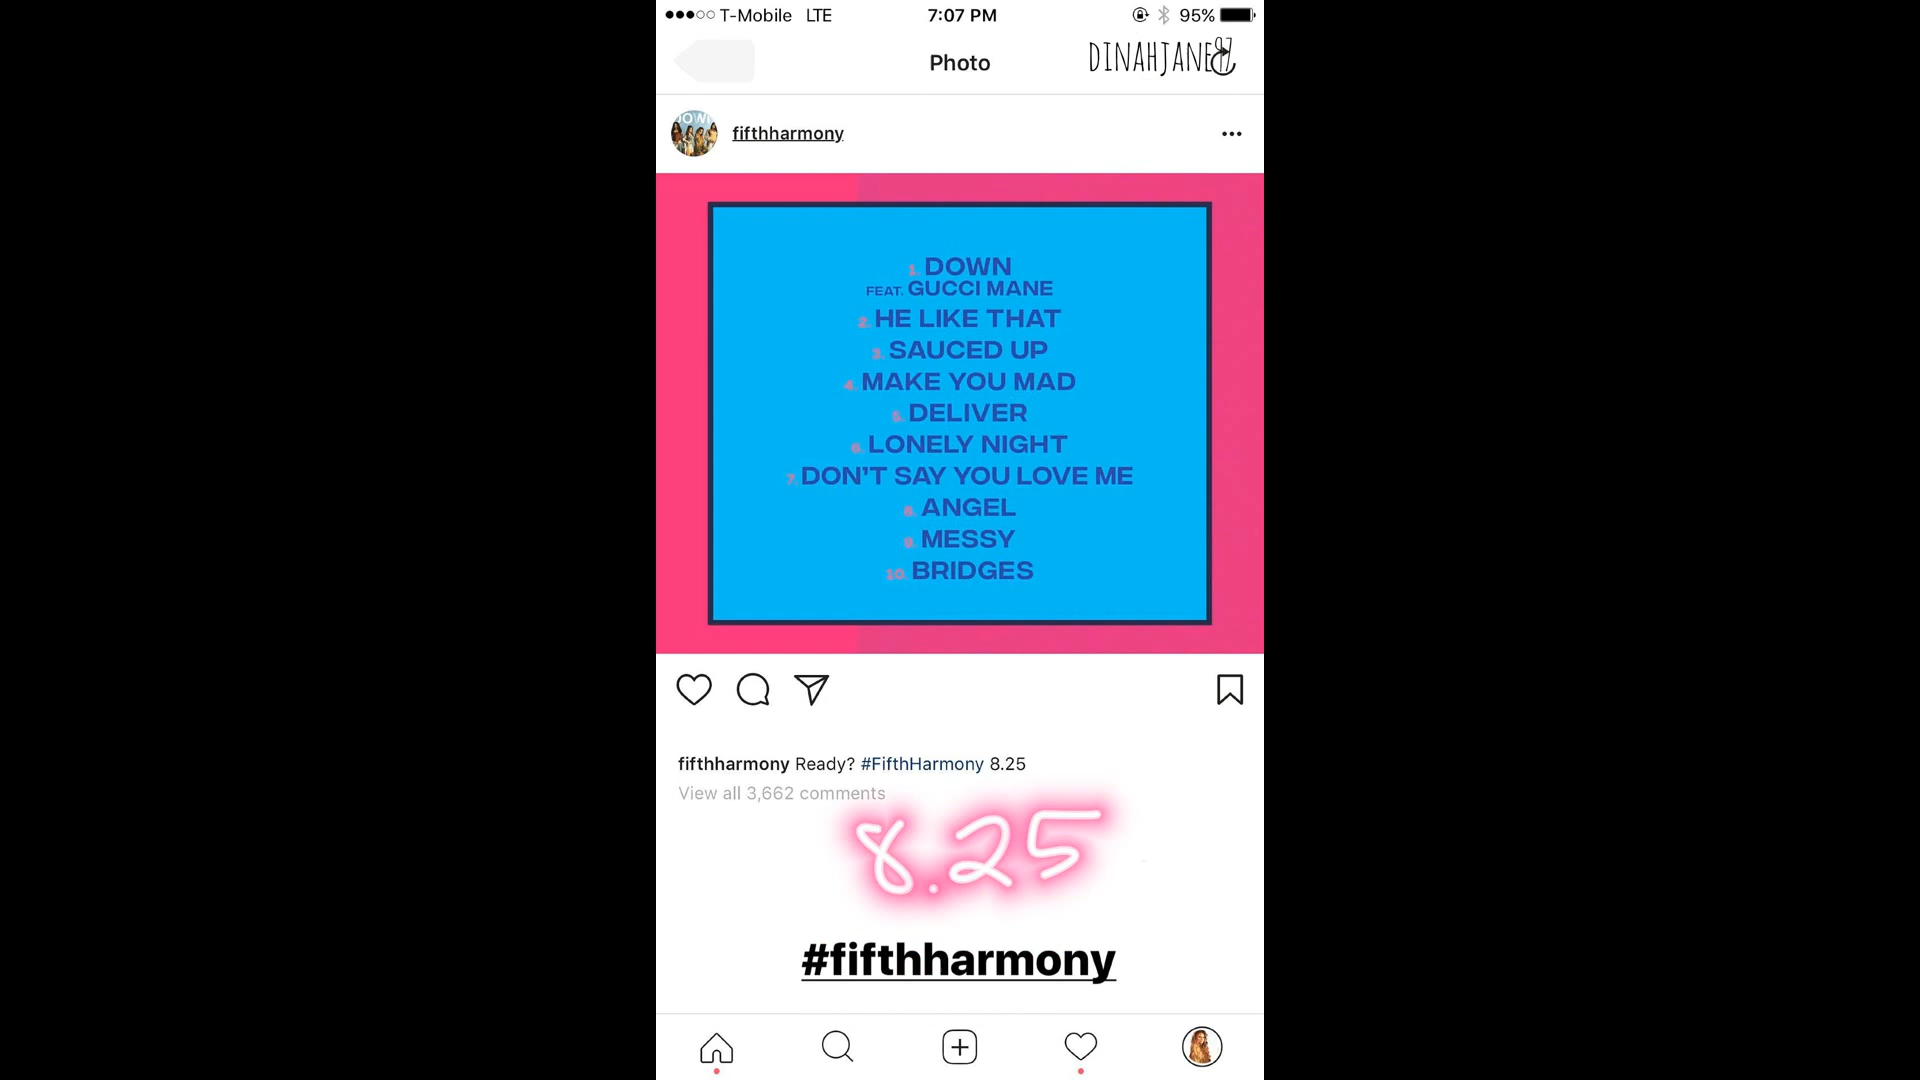 T-Mobile LTE 7:07 PM 95%
Photo
DINAHJANE97
fifthharmony
1. DOWN
FEAT. GUCCI MANE
2. HE LIKE THAT
3. SAUCED UP
4. MAKE YOU MAD
5. DELIVER
6. LONELY NIGHT
7. DON'T SAY YOU LOVE ME
8. ANGEL
9. MESSY
10. BRIDGES
fifthharmony Ready? #FifthHarmony 8.25
View all 3,662 comments
8.25
#fifthharmony